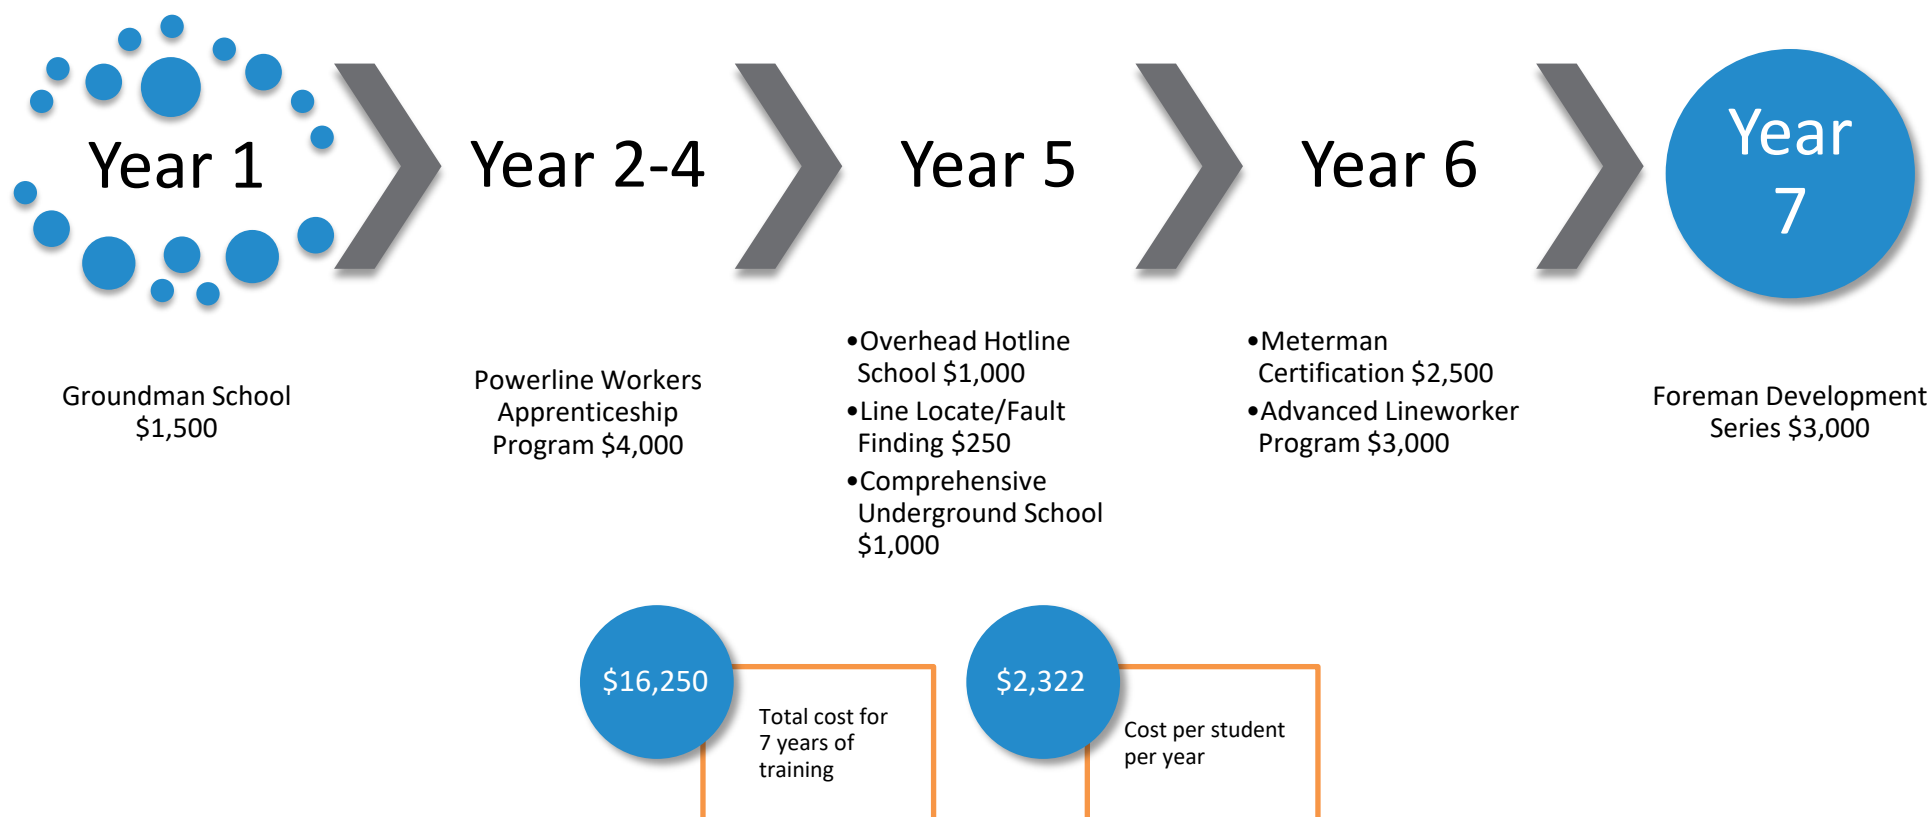 Year 1
Year 2-4
Year 5
Year 6
Year
7
Groundman School
$1,500
Powerline Workers
Apprenticeship
Program $4,000
•Overhead Hotline
School $1,000
•Line Locate/Fault
Finding $250
•Comprehensive
Underground School
$1,000
•Meterman
Certification $2,500
•Advanced Lineworker
Program $3,000
Foreman Development
Series $3,000
$16,250
Total cost for
7 years of
training
$2,322
Cost per student
per year